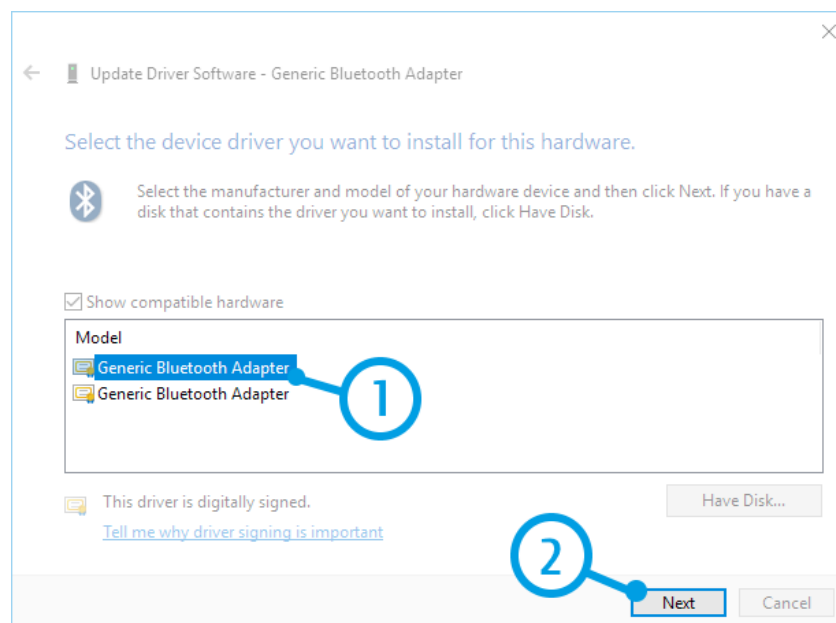 Update Driver Software - Generic Bluetooth Adapter
Select the device driver you want to install for this hardware.
Select the manufacturer and model of your hardware device and then click Next. If you have a
disk that contains the driver you want to install, click Have Disk.
Show compatible hardware
Model
Generic Bluetooth Adapter
1
Generic Bluetooth Adapter
This driver is digitally signed.
Have Disk...
Tell me why driver signing is important
2
Next
Cancel